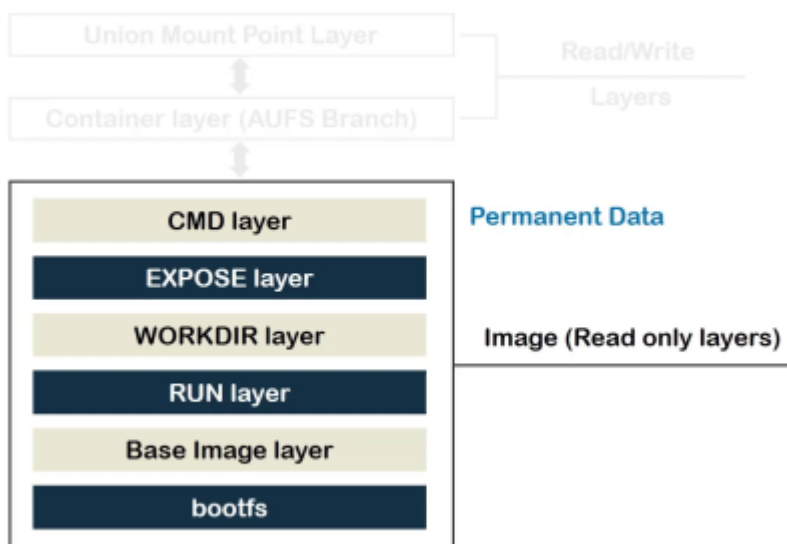 Union Mount Point Layer
Read/Write
Layers
Container layer (AUFS Branch)
CMD layer
Permanent Data
EXPOSE layer
WORKDIR layer
Image (Read only layers)
RUN layer
Base Image layer
bootfs